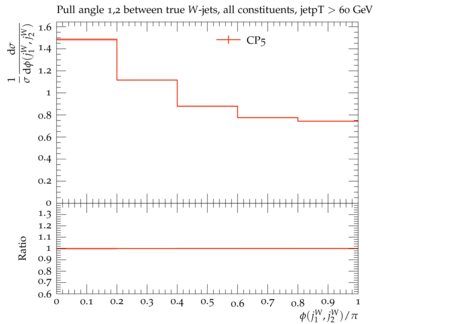 Pull angle 1,2 between true W-jets, all constituents, jetpT > 60 GeV
1/σ dσ/dϕ(j₁ᵂ, j₂ᵂ)
CP5
1.6
1.4
1.2
1
0.8
0.6
0.4
0.2
0
Ratio
1.3
1.2
1.1
1
0.9
0.8
0.7
0.6
0 0.1 0.2 0.3 0.4 0.5 0.6 0.7 0.8 0.9 1
ϕ(j₁ᵂ, j₂ᵂ)/π